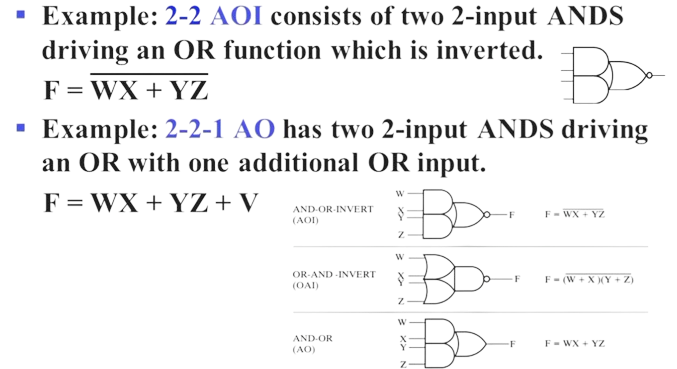 ▪ Example: 2-2 AOI consists of two 2-input ANDS
driving an OR function which is inverted.
F = \overline{WX + YZ}
▪ Example: 2-2-1 AO has two 2-input ANDS driving
an OR with one additional OR input.
F = WX + YZ + V
W
AND-OR-INVERT
(AOI)
X
Y
Z
F
F = \overline{WX + YZ}
W
OR-AND -INVERT
(OAI)
X
Y
Z
F
F = \overline{(W + X )(Y + Z)}
W
AND-OR
(AO)
X
Y
Z
F
F = WX + YZ